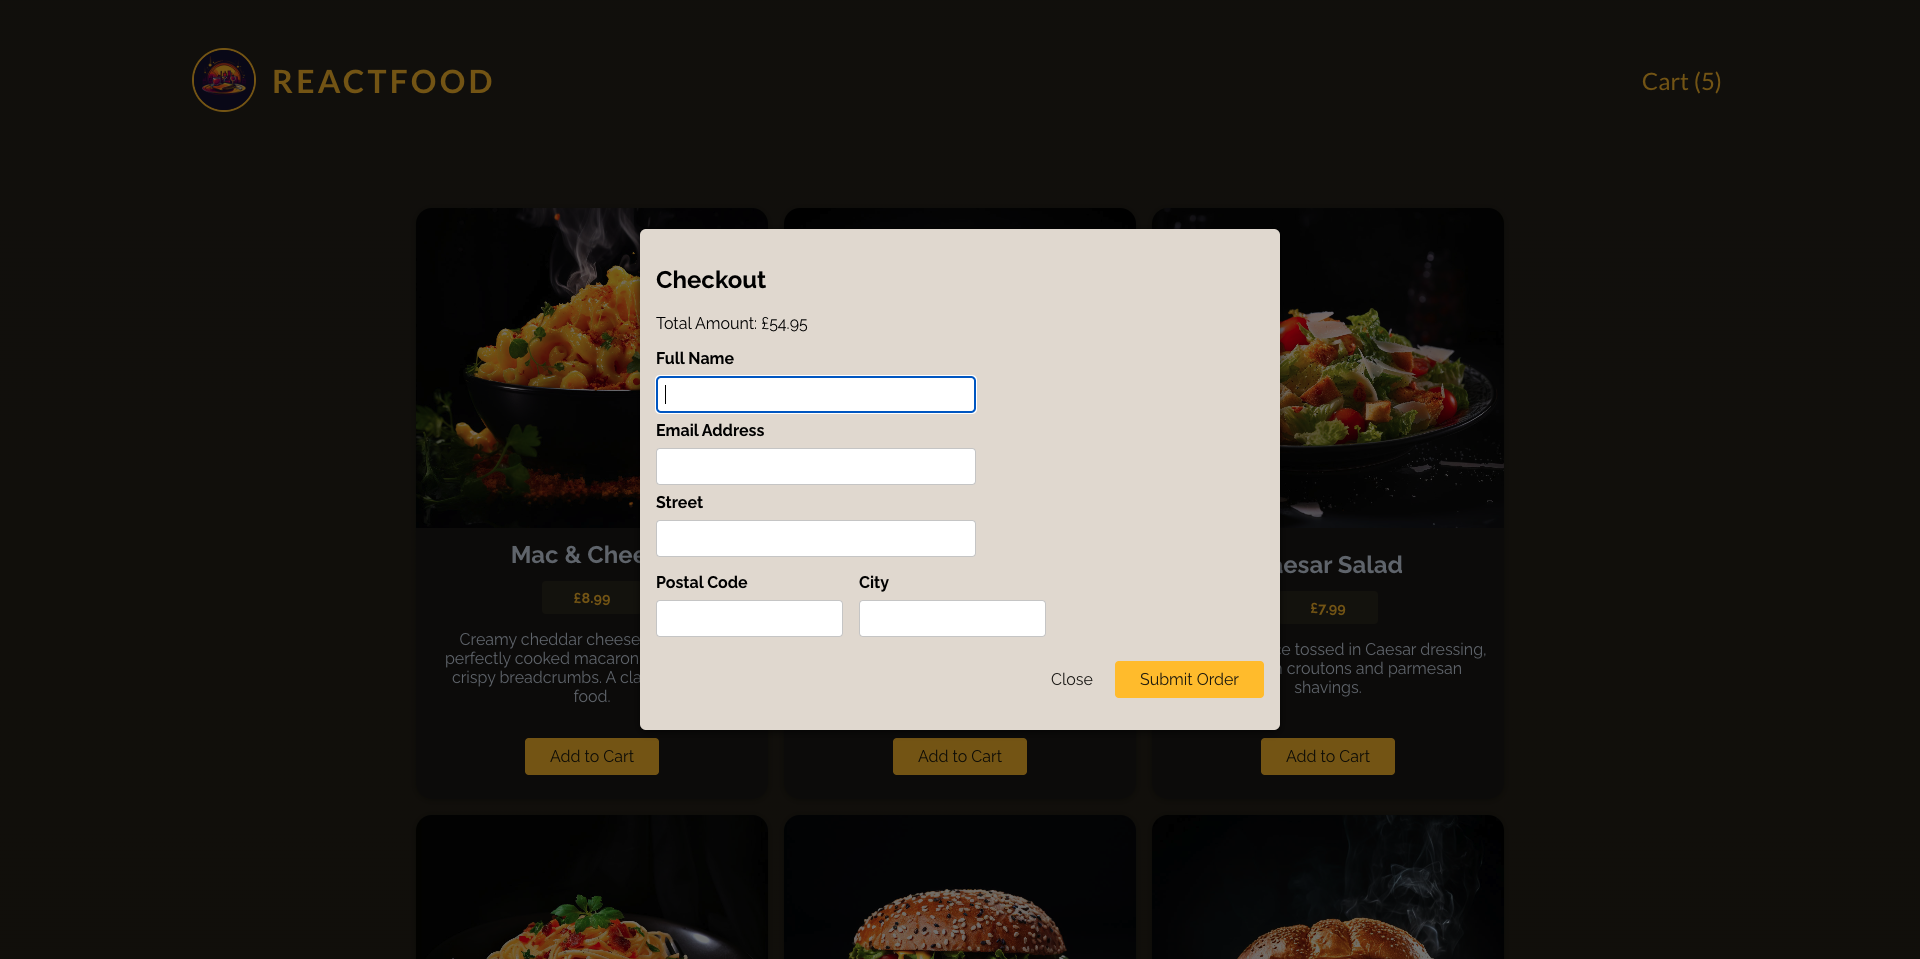 REACTFOOD
Cart (5)
Checkout
Total Amount: £54.95
Full Name
Email Address
Street
Postal Code
City
Close
Submit Order
Mac & Chee
£8.99
Creamy cheddar cheese
perfectly cooked macaron
crispy breadcrumbs. A cla
food.
Add to Cart
Add to Cart
esar Salad
£7.99
e tossed in Caesar dressing,
croutons and parmesan
shavings.
Add to Cart